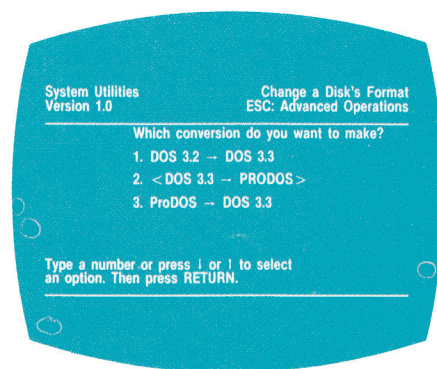 System Utilities Change a Disk's Format
Version 1.0 ESC: Advanced Operations
Which conversion do you want to make?
1. DOS 3.2 → DOS 3.3
2. <DOS 3.3 → PRODOS>
3. ProDOS → DOS 3.3
Type a number or press ↓ or ↑ to select
an option. Then press RETURN.